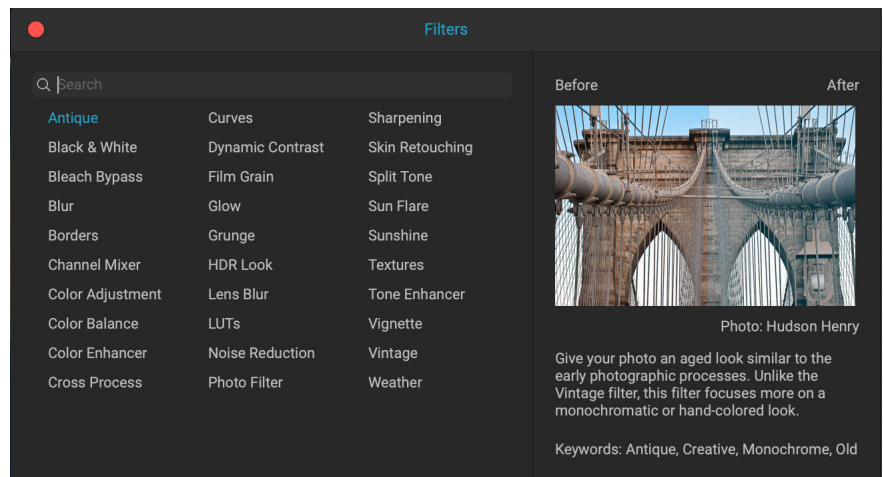 Filters
Search
Antique
Black & White
Bleach Bypass
Blur
Borders
Channel Mixer
Color Adjustment
Color Balance
Color Enhancer
Cross Process
Curves
Dynamic Contrast
Film Grain
Glow
Grunge
HDR Look
Lens Blur
LUTs
Noise Reduction
Photo Filter
Sharpening
Skin Retouching
Split Tone
Sun Flare
Sunshine
Textures
Tone Enhancer
Vignette
Vintage
Weather
Before After
Photo: Hudson Henry
Give your photo an aged look similar to the
early photographic processes. Unlike the
Vintage filter, this filter focuses more on a
monochromatic or hand-colored look.
Keywords: Antique, Creative, Monochrome, Old